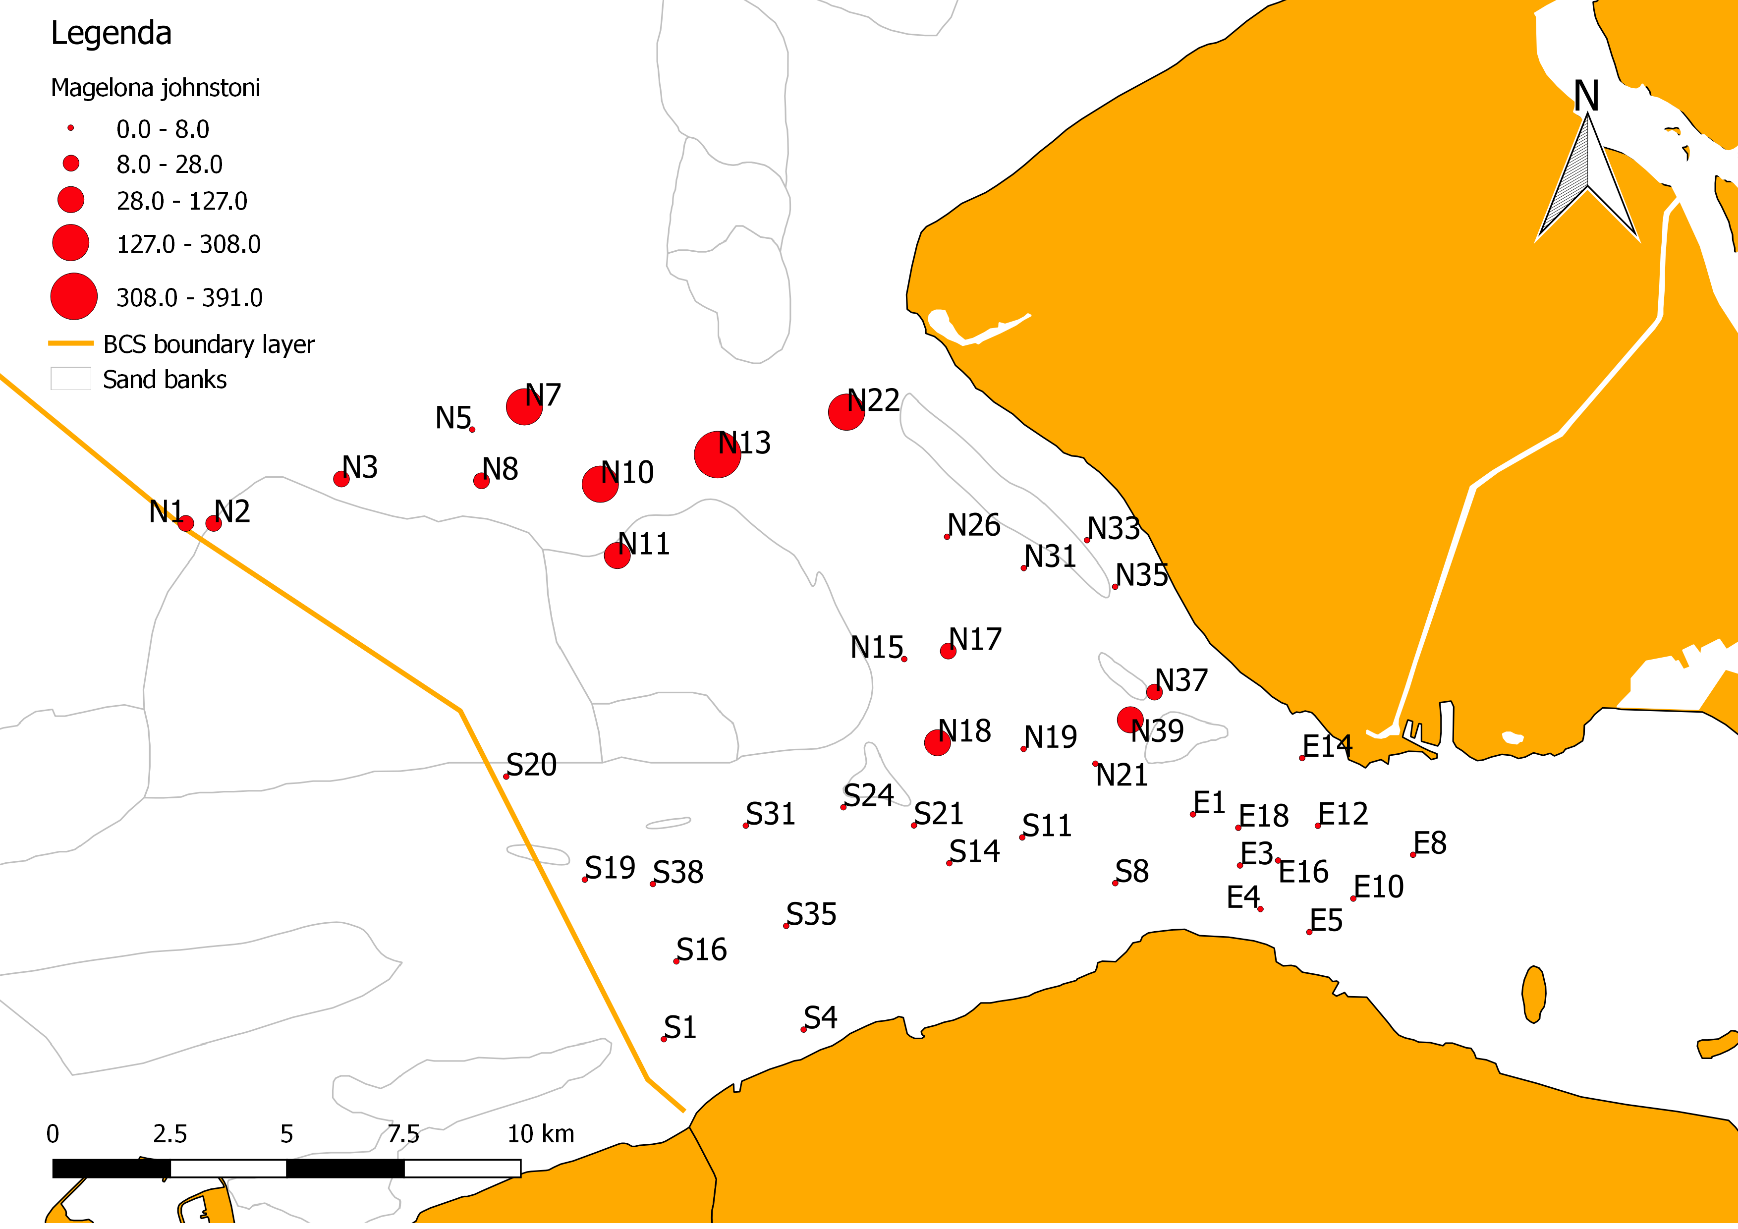 Legenda
Magelona johnstoni
0.0 - 8.0
8.0 - 28.0
28.0 - 127.0
127.0 - 308.0
308.0 - 391.0
BCS boundary layer
Sand banks
N
N7
N5
N22
N13
N3
N8
N10
N1
N2
N11
N26
N33
N31
N35
N15
N17
N37
N18
N19
N39
N21
E14
S20
S24
S31
S21
S11
E1
E18
E12
S14
E3
E16
E8
S19
S38
S8
E4
E10
S35
E5
S16
S1
S4
0 2.5 5 7.5 10 km